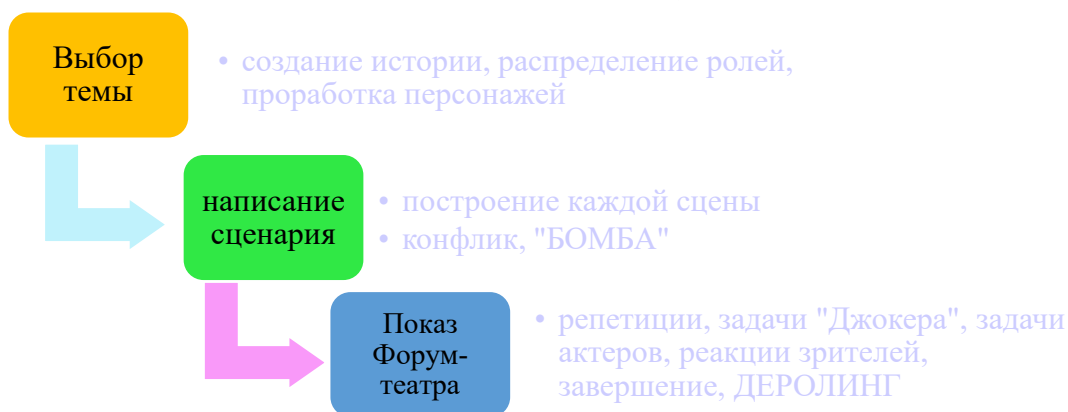 Выбор
темы
• создание истории, распределение ролей,
проработка персонажей
написание
сценария
• построение каждой сцены
• конфлик, "БОМБА"
Показ
Форум-
театра
• репетиции, задачи "Джокера", задачи
актеров, реакции зрителей,
завершение, ДЕРОЛИНГ